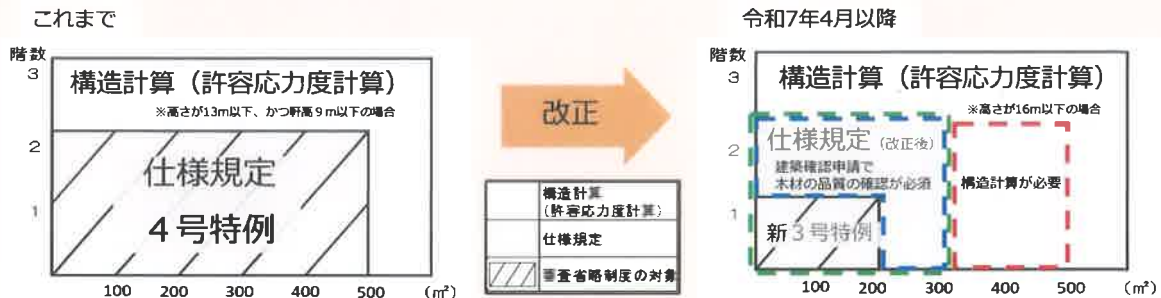 これまで
階数
3
2
1
構造計算（許容応力度計算）
※高さが13m以下、かつ軒高９m以下の場合
仕様規定
４号特例
100 200 300 400 500 (㎡)
改正
構造計算
(許容応力度計算)
仕様規定
審査省略制度の対象
令和7年4月以降
階数
3
2
1
構造計算（許容応力度計算）
※高さが16m以下の場合
仕様規定（改正後）
建築確認申請で
木材の品質の確認が必須
構造計算が必要
新３号特例
100 200 300 400 500 (㎡)